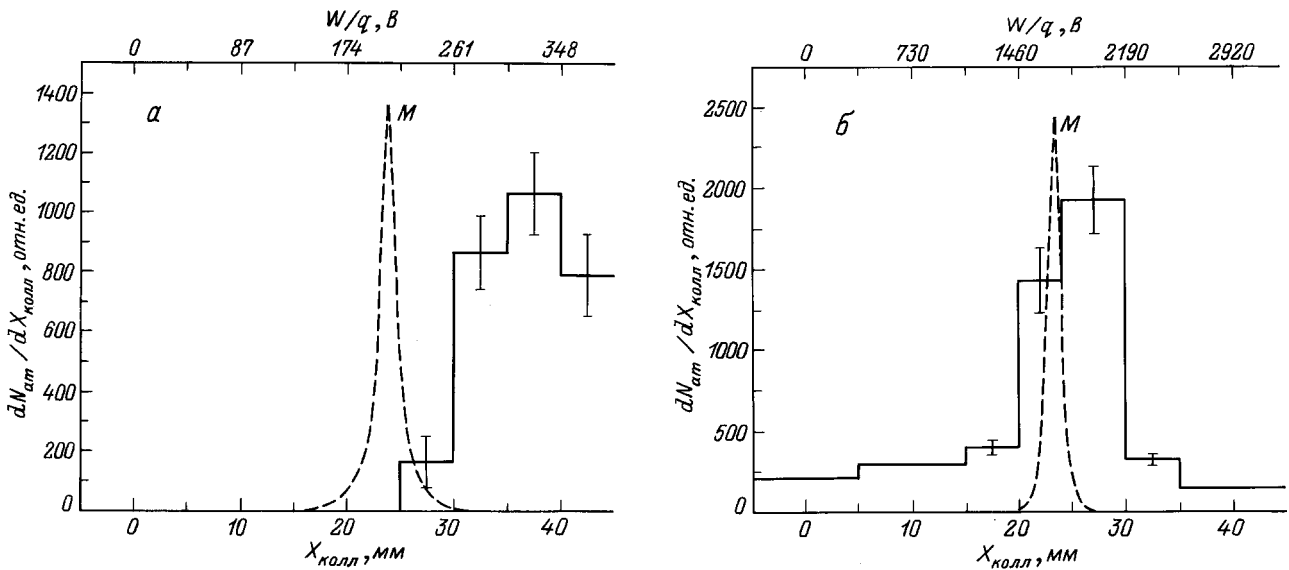 W/q, В
0 87 174 261 348
1400
1200
1000
800
600
400
200
0
а
М
dN_ат / dX_колл, отн. ед.
0 10 20 30 40
X_колл, мм
W/q, В
0 730 1460 2190 2920
2500
2000
1500
1000
500
0
б
М
dN_ат / dX_колл, отн. ед.
0 10 20 30 40
X_колл, мм